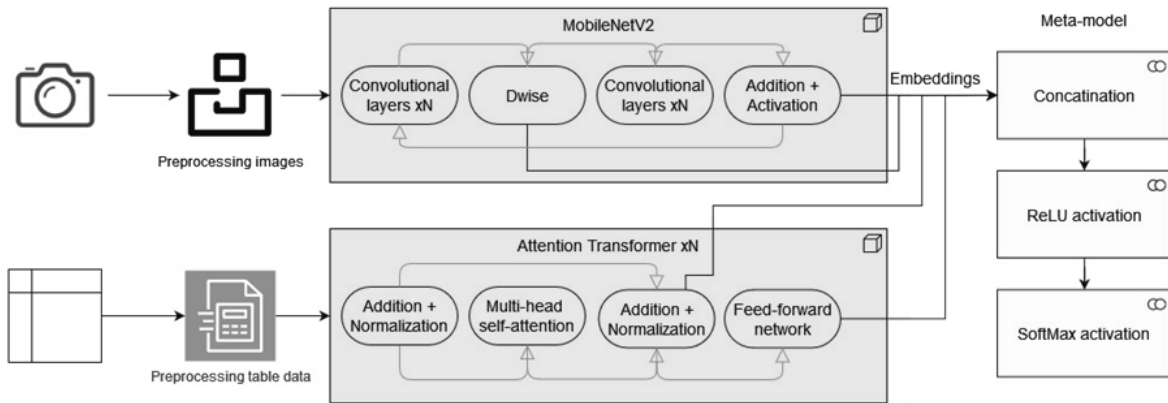 MobileNetV2
Meta-model
Convolutional
layers xN
Dwise
Convolutional
layers xN
Addition +
Activation
Embeddings
Concatination
Preprocessing images
ReLU activation
Attention Transformer xN
Addition +
Normalization
Multi-head
self-attention
Addition +
Normalization
Feed-forward
network
SoftMax activation
Preprocessing table data